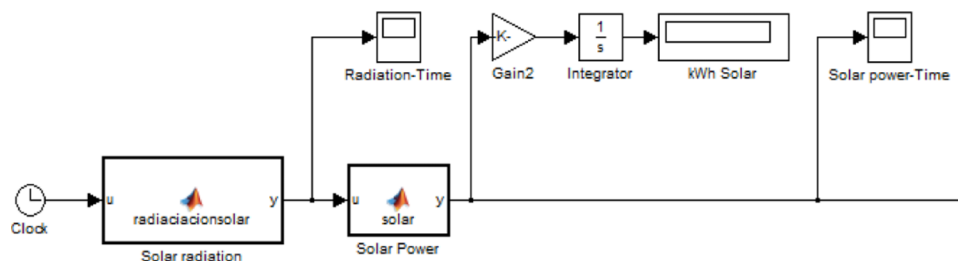 Radiation-Time
-K-
Gain2
1
s
Integrator
kWh Solar
Solar power-Time
Clock
u
radiaciacionsolar
y
Solar radiation
u
solar
y
Solar Power